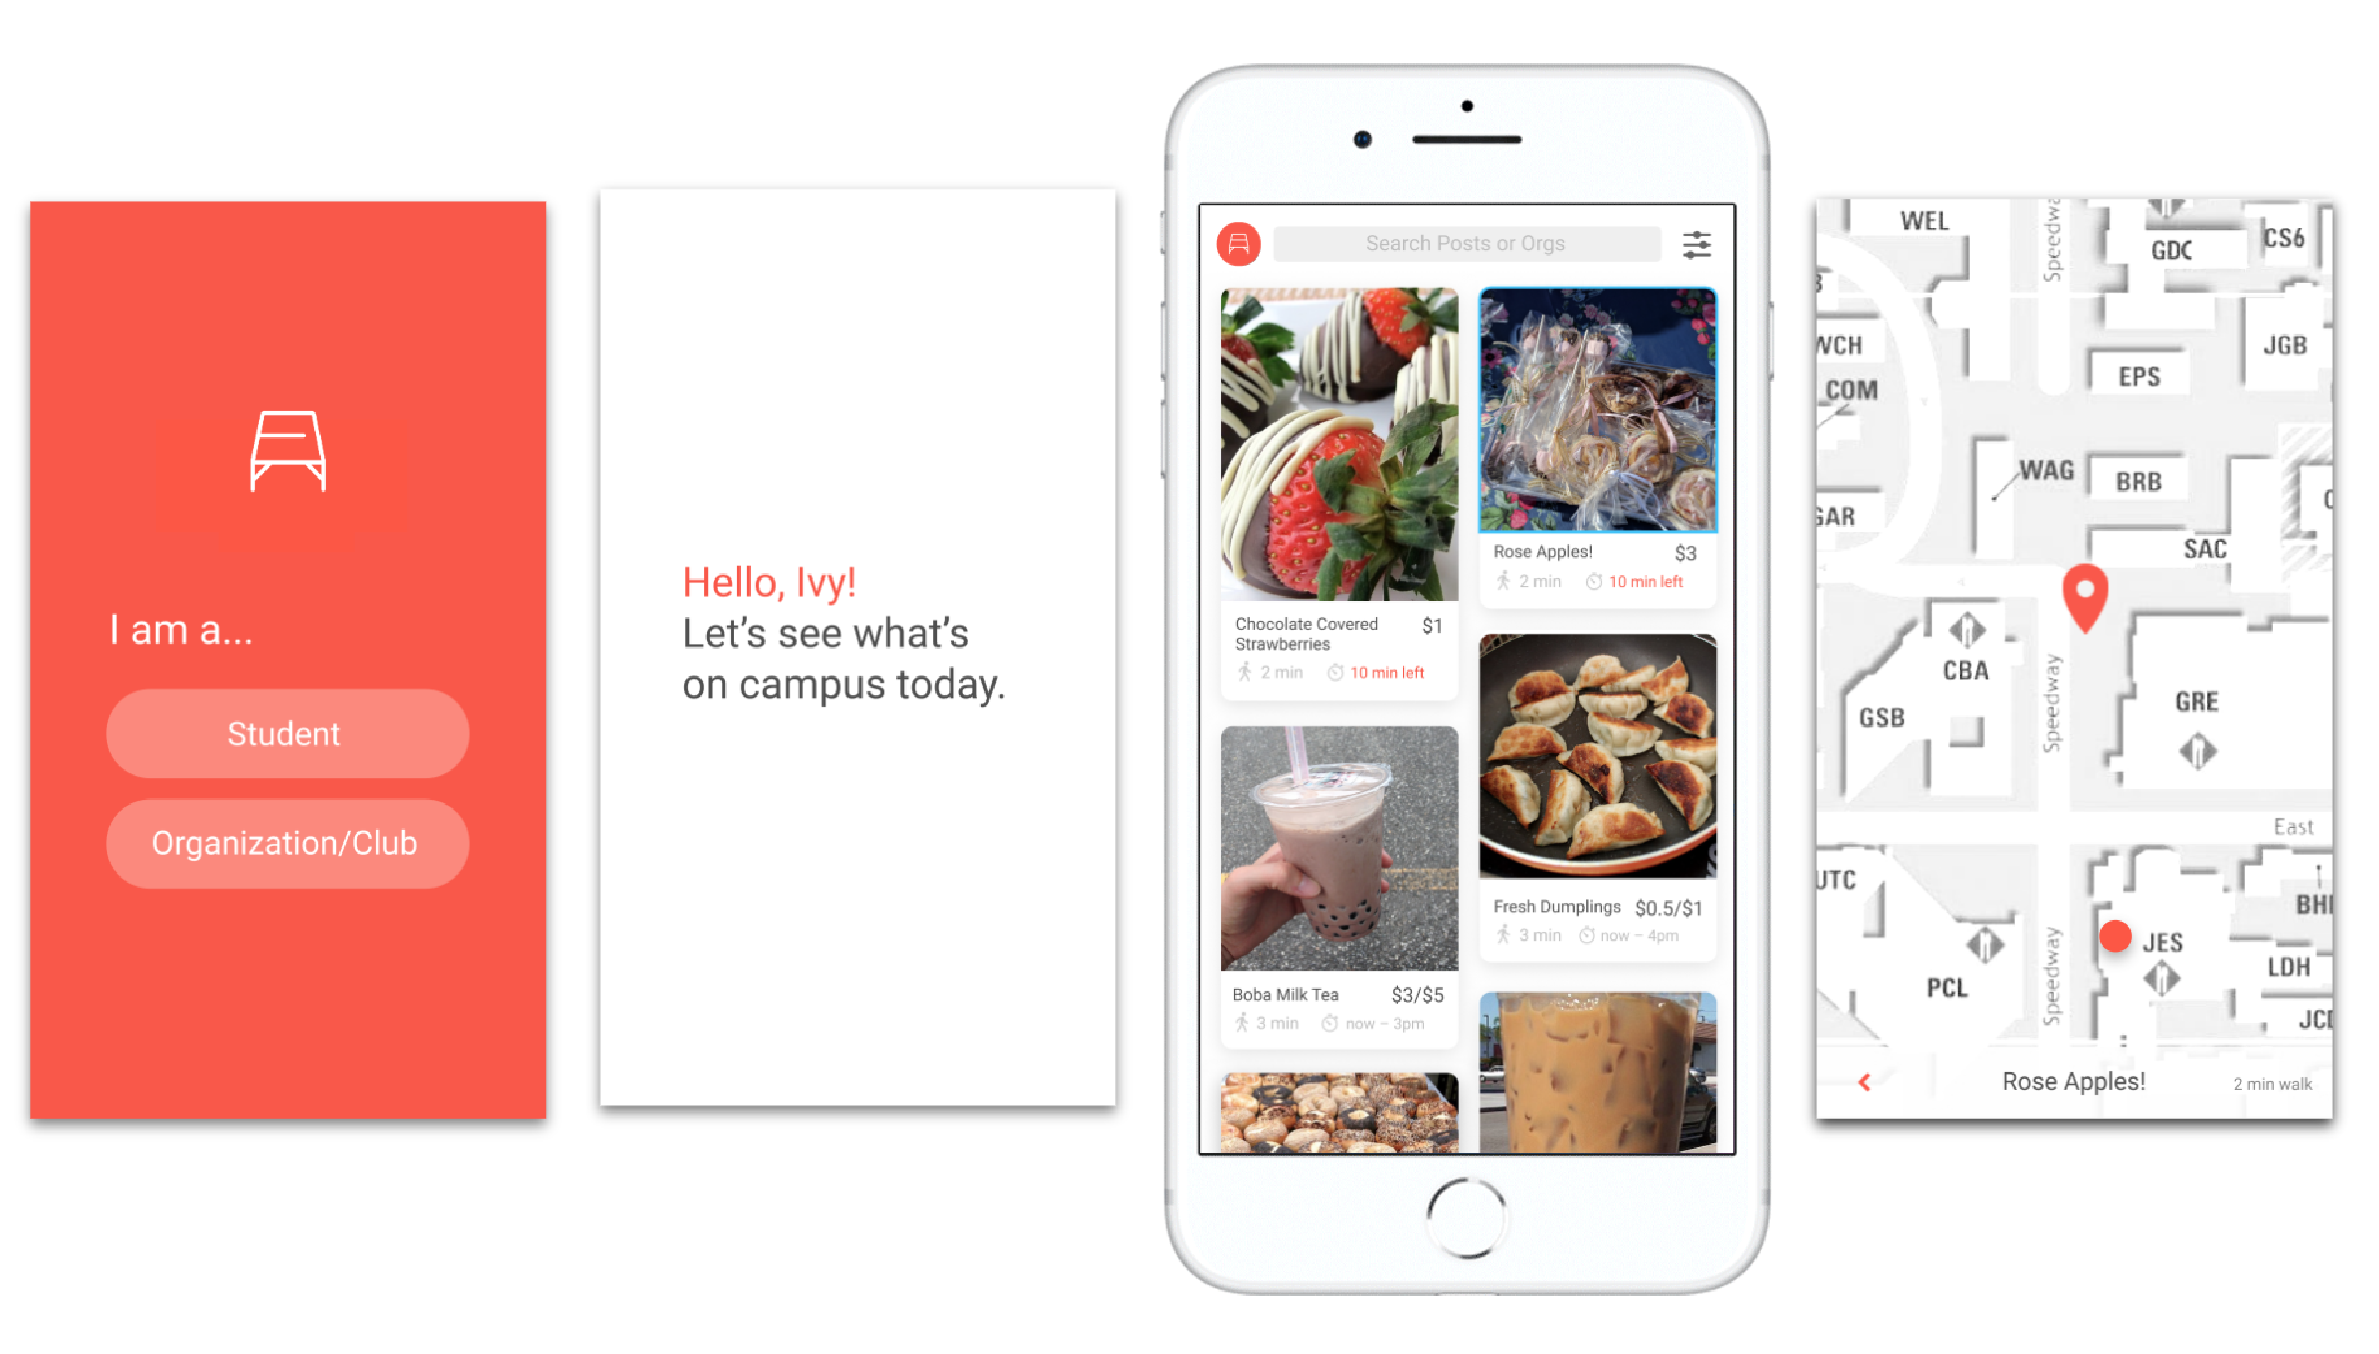 I am a...
Student
Organization/Club
Hello, Ivy!
Let's see what's
on campus today.
Search Posts or Orgs
Chocolate Covered $1
Strawberries
2 min 10 min left
Boba Milk Tea $3/$5
3 min now – 3pm
Rose Apples! $3
2 min 10 min left
Fresh Dumplings $0.5/$1
3 min now – 4pm
WEL
Speedwa
GDC
CS6
WCH
JGB
COM
EPS
WAG
BRB
GAR
SAC
CBA
GSB
Speedway
GRE
East
UTC
BH
Speedway
JES
LDH
PCL
JC
Rose Apples! 2 min walk